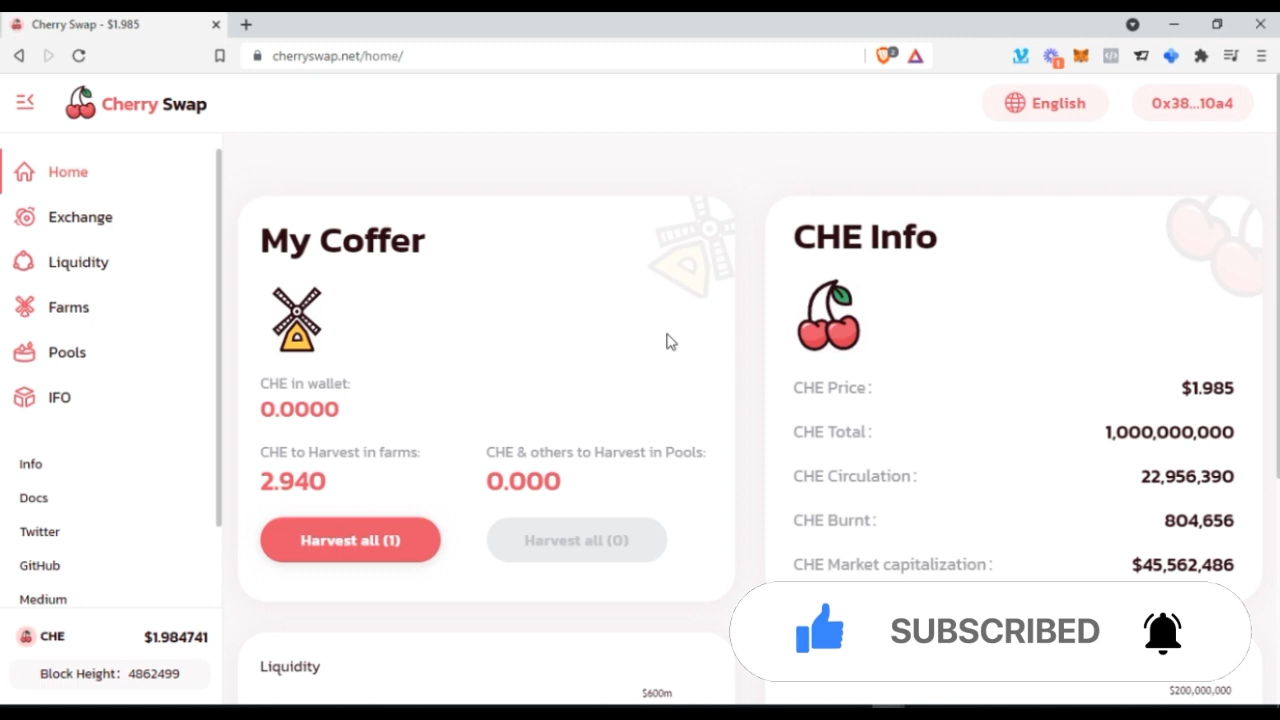 Cherry Swap - $1.985
cherryswap.net/home/
2
1
Cherry Swap
English
0x38...10a4
Home
Exchange
Liquidity
Farms
Pools
IFO
Info
Docs
Twitter
GitHub
Medium
CHE $1.984741
Block Height: 4862499
My Coffer
CHE in wallet:
0.0000
CHE to Harvest in farms:
2.940
Harvest all (1)
CHE & others to Harvest in Pools:
0.000
Harvest all (0)
CHE Info
CHE Price: $1.985
CHE Total: 1,000,000,000
CHE Circulation: 22,956,390
CHE Burnt: 804,656
CHE Market capitalization: $45,562,486
SUBSCRIBED
Liquidity
$600m
$200,000,000